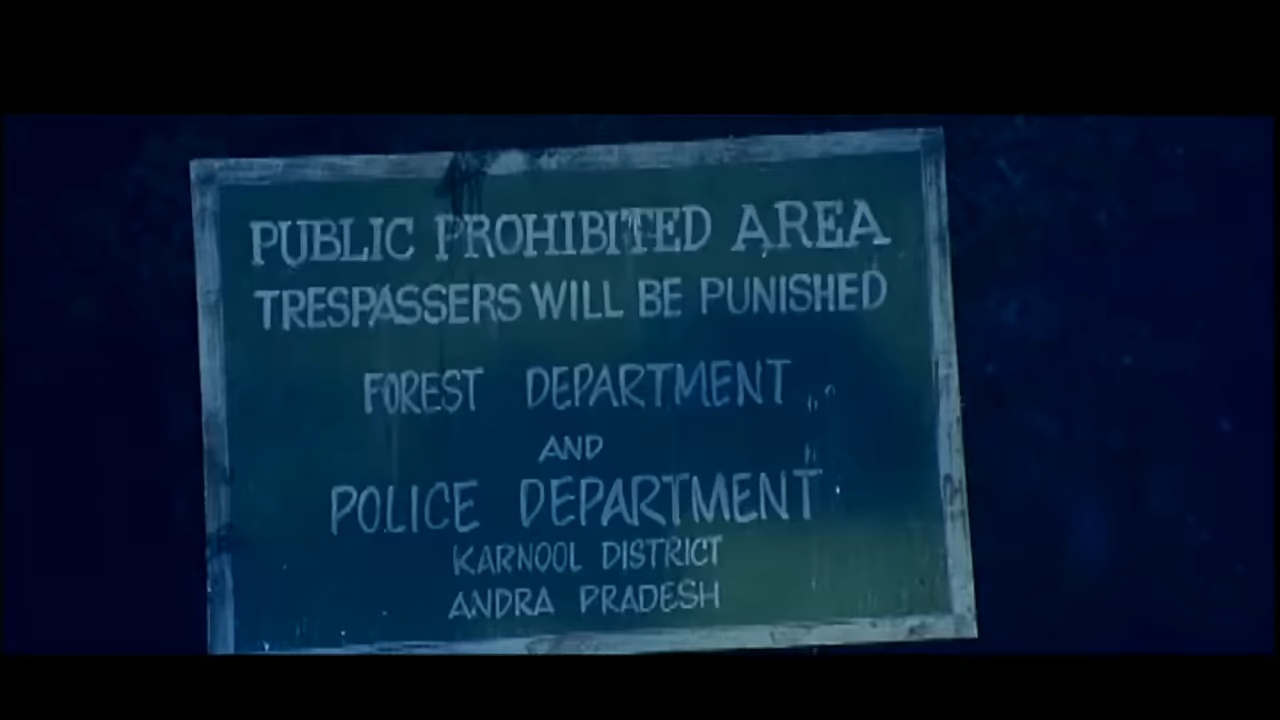 PUBLIC PROHIBITED AREA
TRESPASSERS WILL BE PUNISHED
FOREST DEPARTMENT
AND
POLICE DEPARTMENT
KARNOOL DISTRICT
ANDRA PRADESH